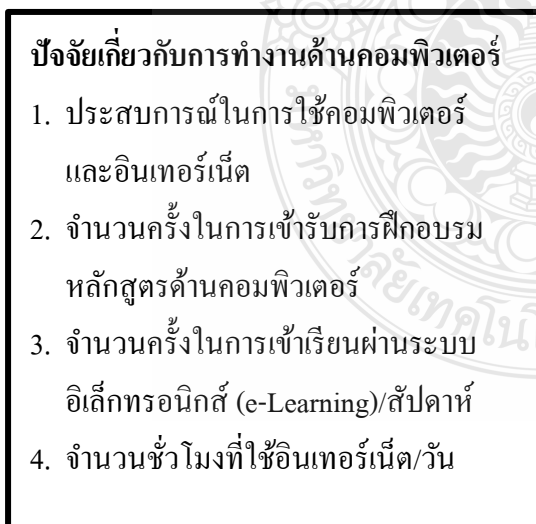 ปัจจัยเกี่ยวกับการทำงานด้านคอมพิวเตอร์
1. ประสบการณ์ในการใช้คอมพิวเตอร์
และอินเทอร์เน็ต
2. จำนวนครั้งในการเข้ารับการฝึกอบรม
หลักสูตรด้านคอมพิวเตอร์
3. จำนวนครั้งในการเข้าเรียนผ่านระบบ
อิเล็กทรอนิกส์ (e-Learning)/สัปดาห์
4. จำนวนชั่วโมงที่ใช้อินเทอร์เน็ต/วัน